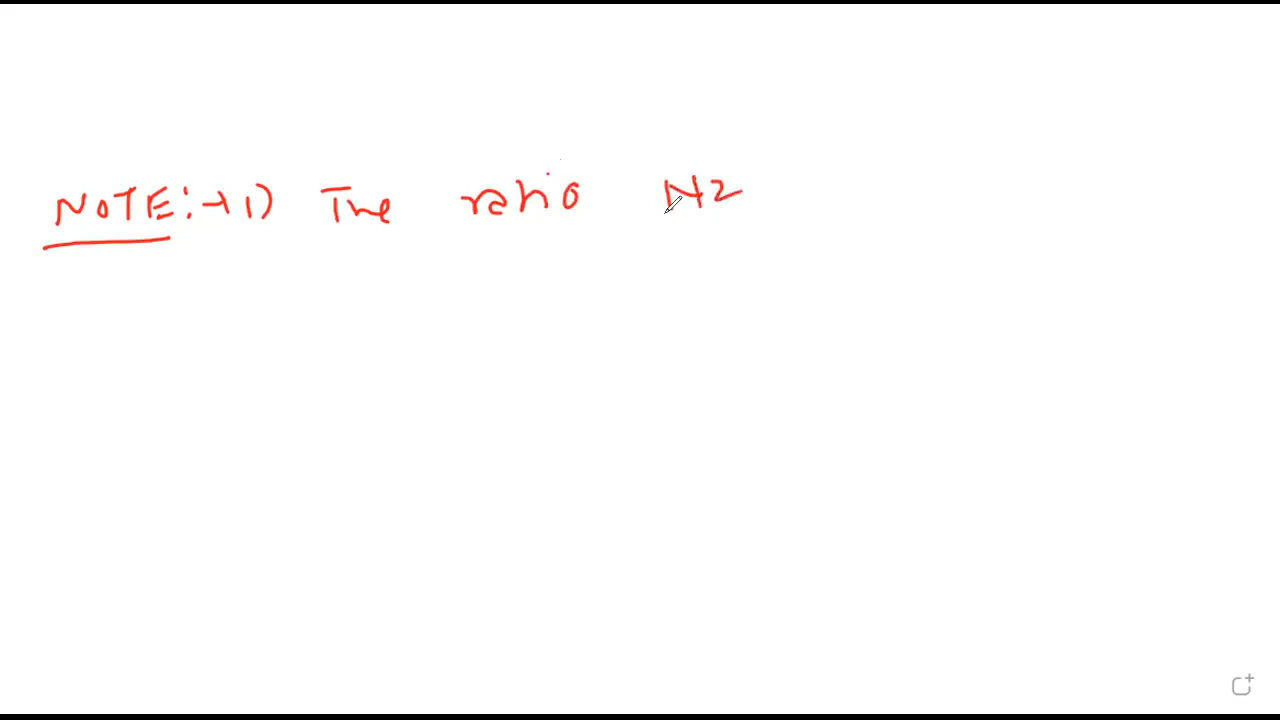 NOTE:→1) The ratio N2